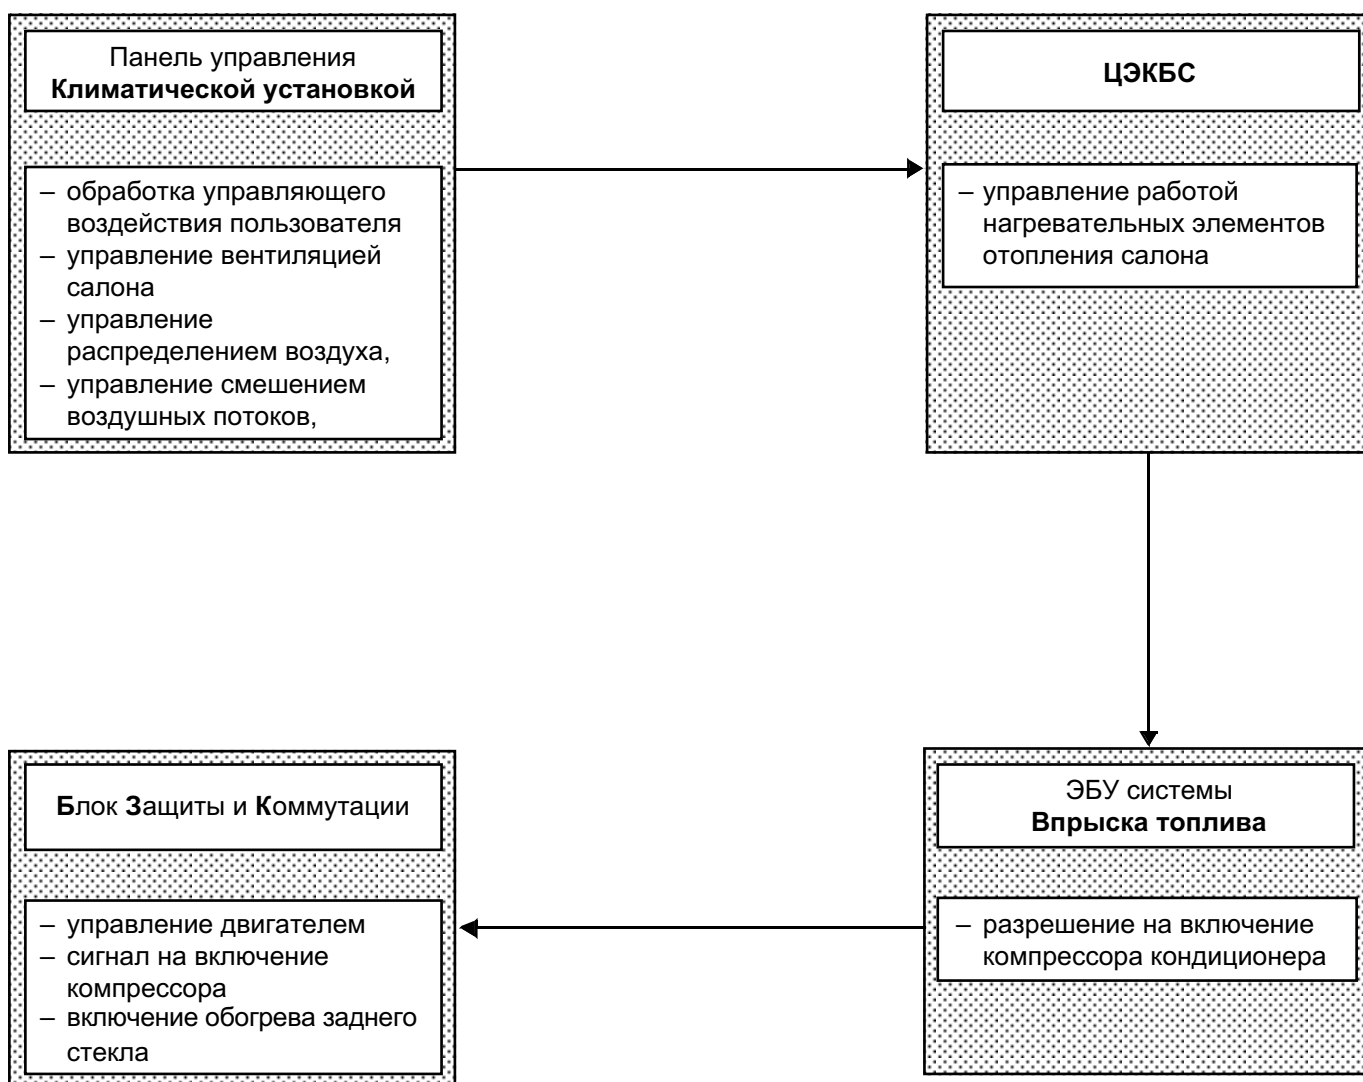 Панель управления
Климатической установкой
– обработка управляющего
воздействия пользователя
– управление вентиляцией
салона
– управление
распределением воздуха,
– управление смешением
воздушных потоков,
ЦЭКБС
– управление работой
нагревательных элементов
отопления салона
Блок Защиты и Коммутации
– управление двигателем
– сигнал на включение
компрессора
– включение обогрева заднего
стекла
ЭБУ системы
Впрыска топлива
– разрешение на включение
компрессора кондиционера